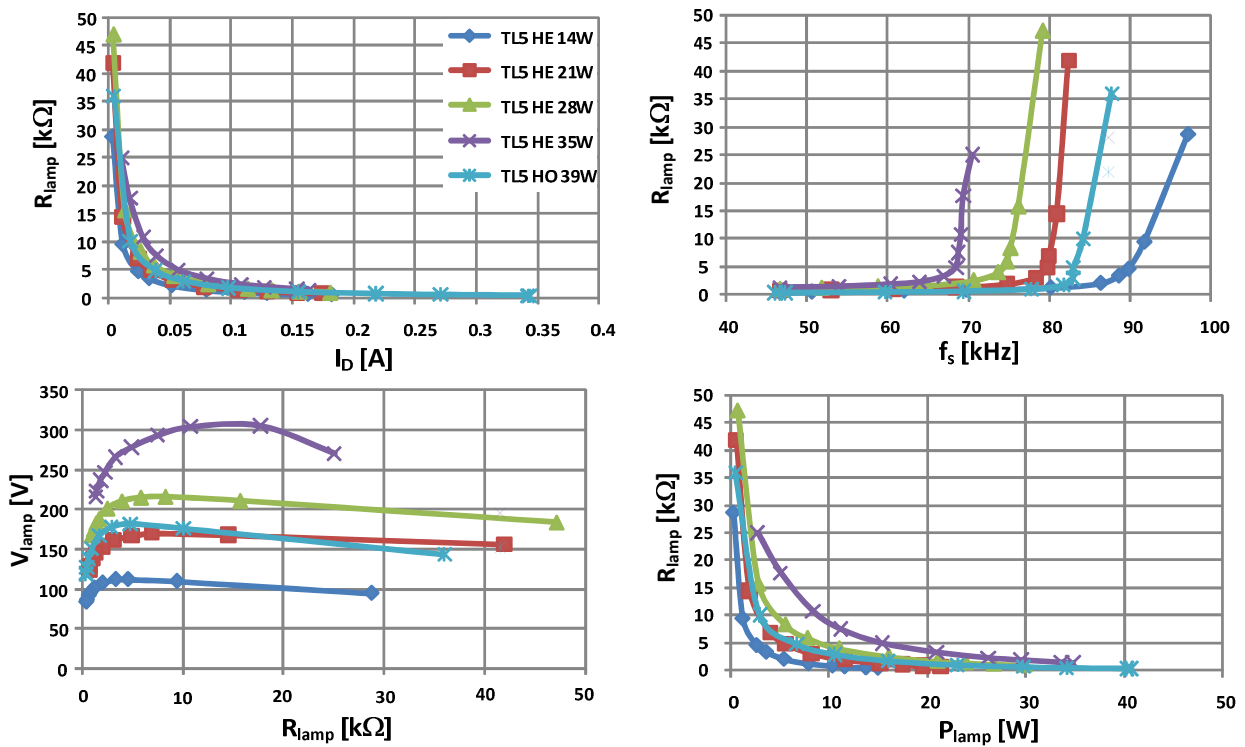 50
45
40
35
30
25
20
15
10
5
0
R_lamp [kΩ]
0 0.05 0.1 0.15 0.2 0.25 0.3 0.35 0.4
I_D [A]
TL5 HE 14W
TL5 HE 21W
TL5 HE 28W
TL5 HE 35W
TL5 HO 39W
50
45
40
35
30
25
20
15
10
5
0
R_lamp [kΩ]
40 50 60 70 80 90 100
f_s [kHz]
350
300
250
200
150
100
50
0
V_lamp [V]
0 10 20 30 40 50
R_lamp [kΩ]
50
45
40
35
30
25
20
15
10
5
0
R_lamp [kΩ]
0 10 20 30 40 50
P_lamp [W]